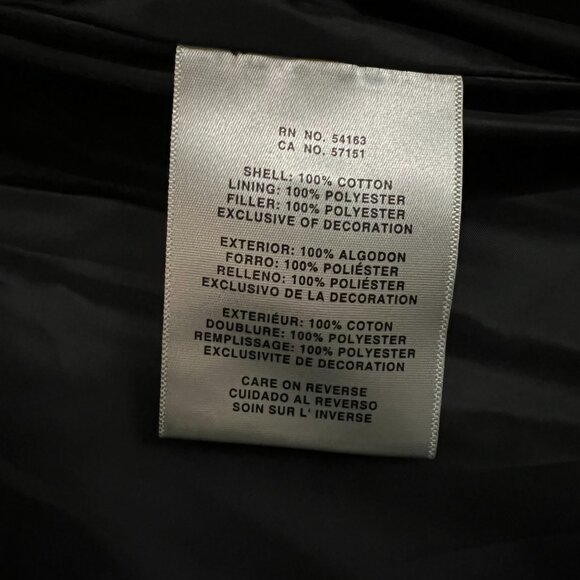 RN NO. 54163
CA NO. 57151
SHELL: 100% COTTON
LINING: 100% POLYESTER
FILLER: 100% POLYESTER
EXCLUSIVE OF DECORATION
EXTERIOR: 100% ALGODON
FORRO: 100% POLIÉSTER
RELLENO: 100% POLIÉSTER
EXCLUSIVO DE LA DECORATION
EXTERIÉUR: 100% COTON
DOUBLURE: 100% POLYESTER
REMPLISSAGE: 100% POLYESTER
EXCLUSIVITE DE DECORATION
CARE ON REVERSE
CUIDADO AL REVERSO
SOIN SUR L' INVERSE